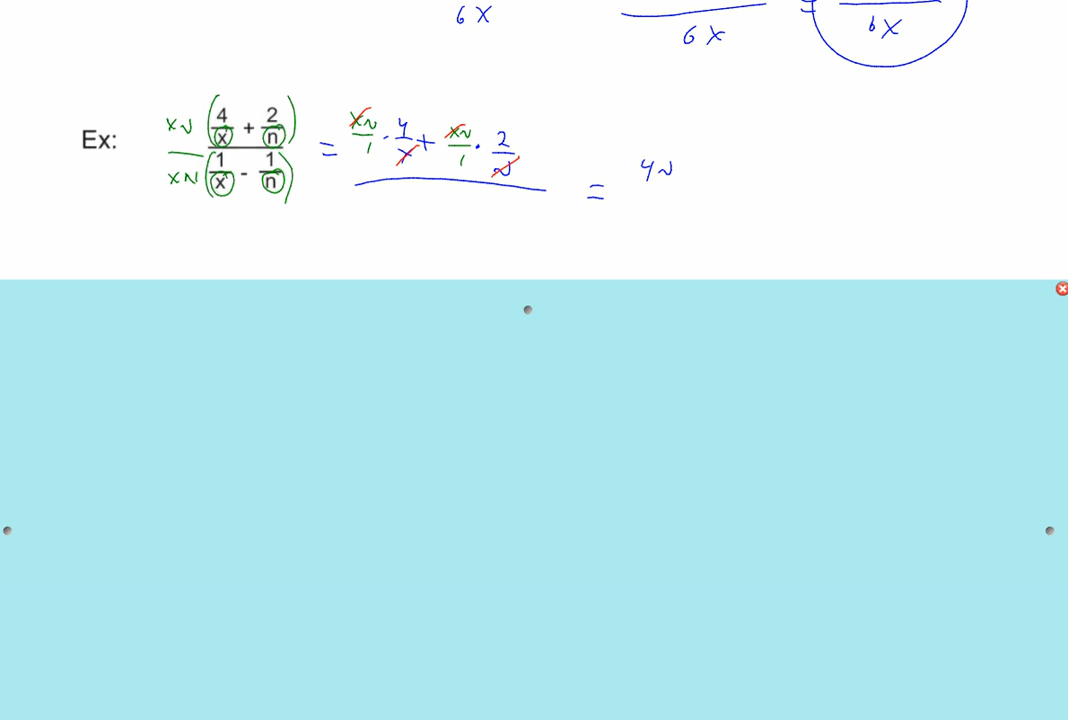 6x
6x
=
6x
Ex: xn(4/x + 2/n) / xn(1/x - 1/n) = xn/1 · 4/x + xn/1 · 2/n = 4n